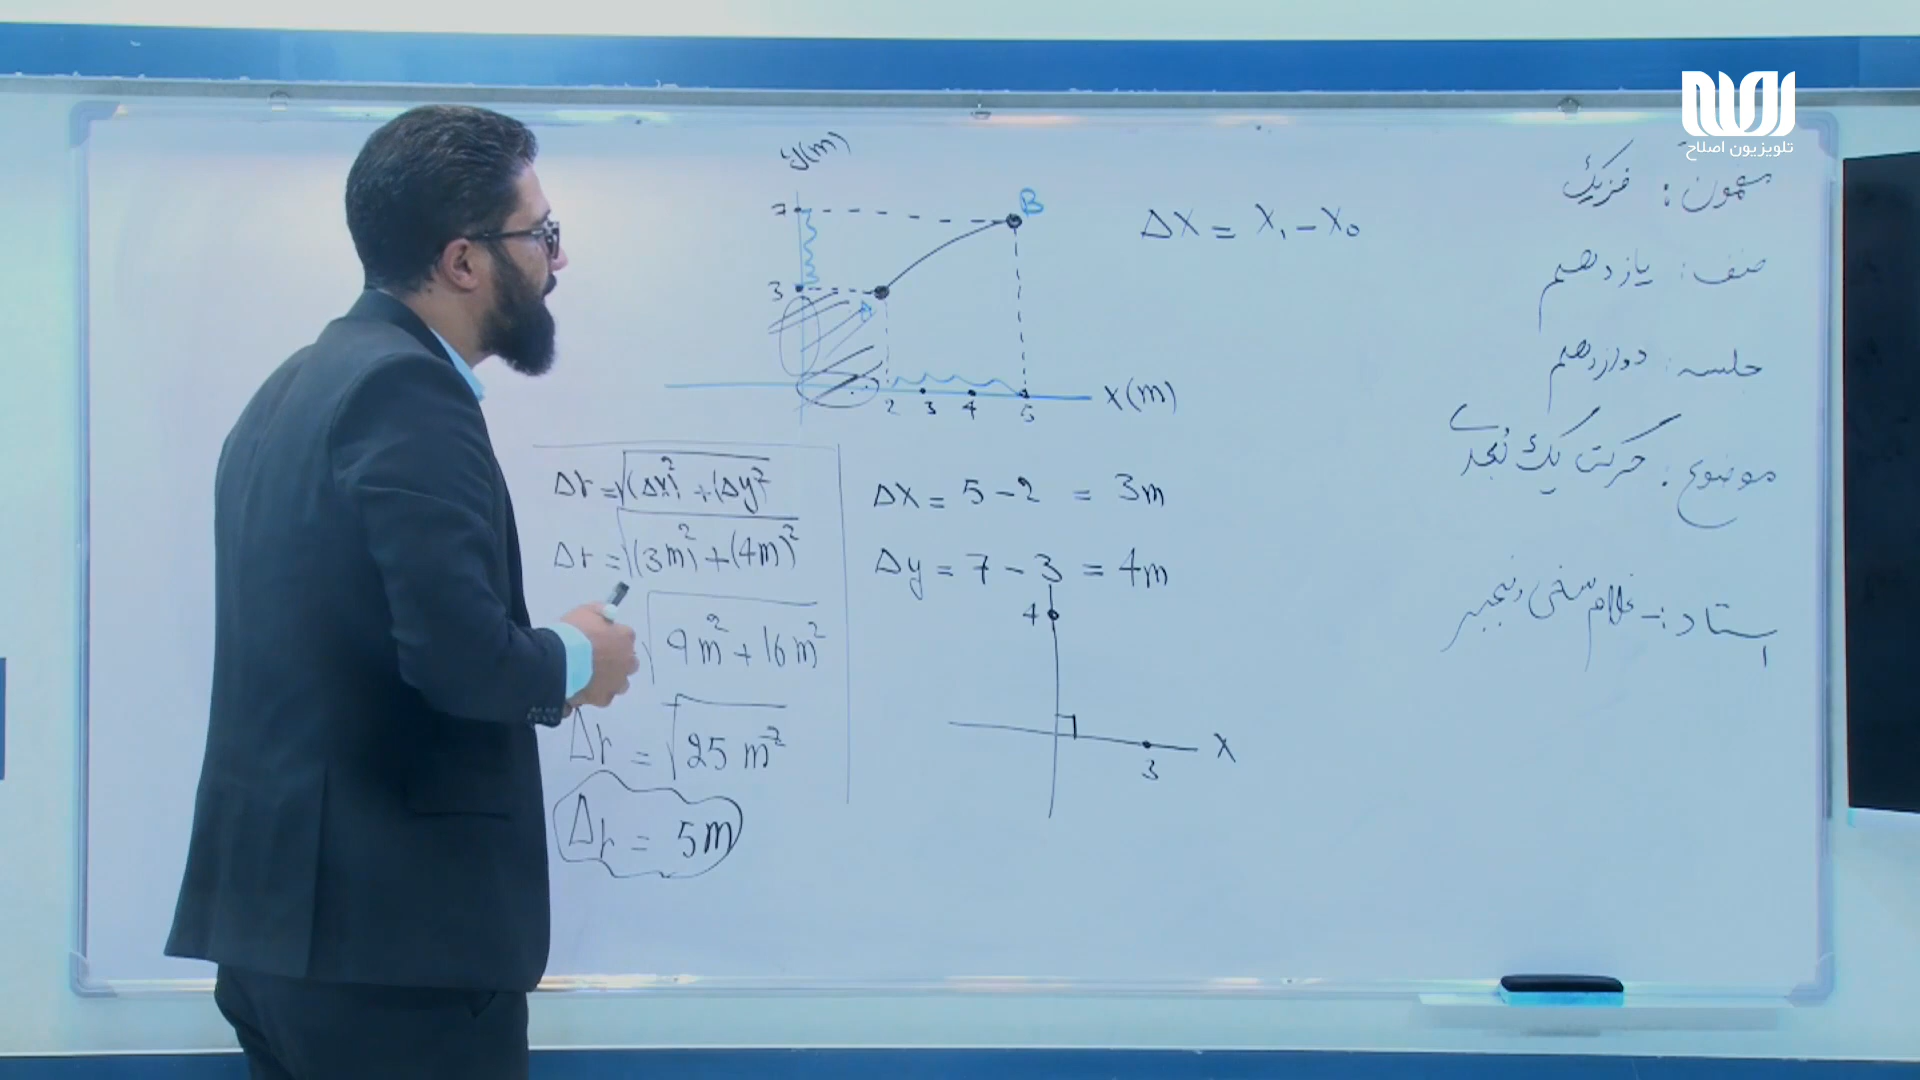 تلویزیون اصلاح
مضمون: فزیک
صنف: یازدهم
جلسه: دوازدهم
موضوع: حرکت یک بُعدی
استاد:- غلام سخی رنجبر
y(m)
7
B
ΔX = X₁ - X₀
3
2 3 4 5 X(m)
Δr = √(Δx)² + (Δy)²
Δr = √(3m)² + (4m)²
√9m² + 16m²
Δr = √25 m²
Δr = 5m
ΔX = 5 - 2 = 3m
Δy = 7 - 3 = 4m
4
X
3